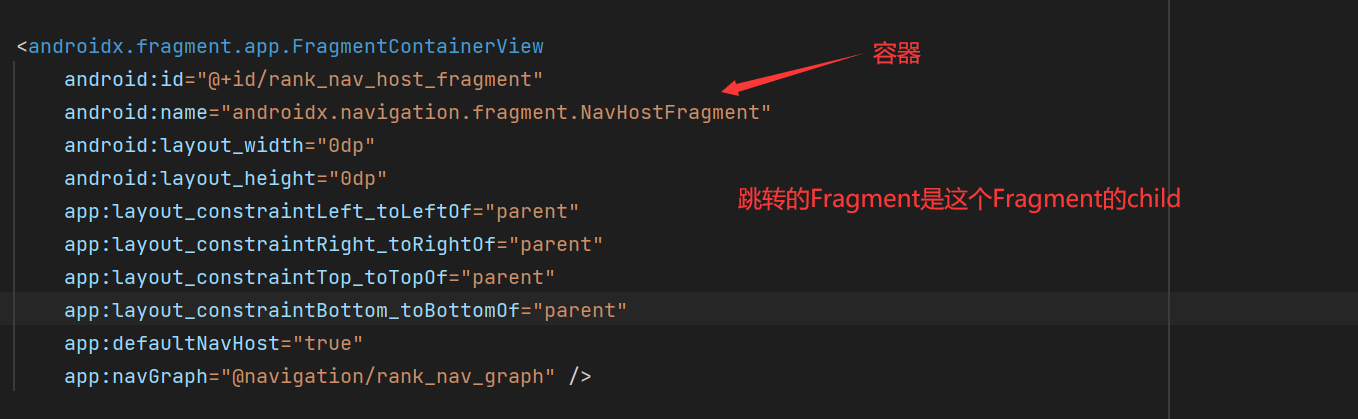 <androidx.fragment.app.FragmentContainerView
容器
android:id="@+id/rank_nav_host_fragment"
android:name="androidx.navigation.fragment.NavHostFragment"
android:layout_width="0dp"
android:layout_height="0dp"
跳转的Fragment是这个Fragment的child
app:layout_constraintLeft_toLeftOf="parent"
app:layout_constraintRight_toRightOf="parent"
app:layout_constraintTop_toTopOf="parent"
app:layout_constraintBottom_toBottomOf="parent"
app:defaultNavHost="true"
app:navGraph="@navigation/rank_nav_graph" />